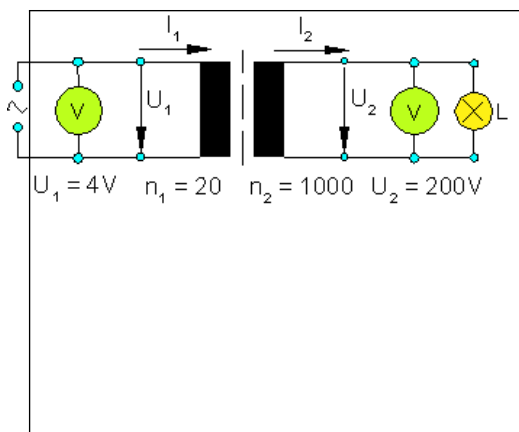 I₁ I₂
~ V U₁ U₂ V L
U₁ = 4V n₁ = 20 n₂ = 1000 U₂ = 200V